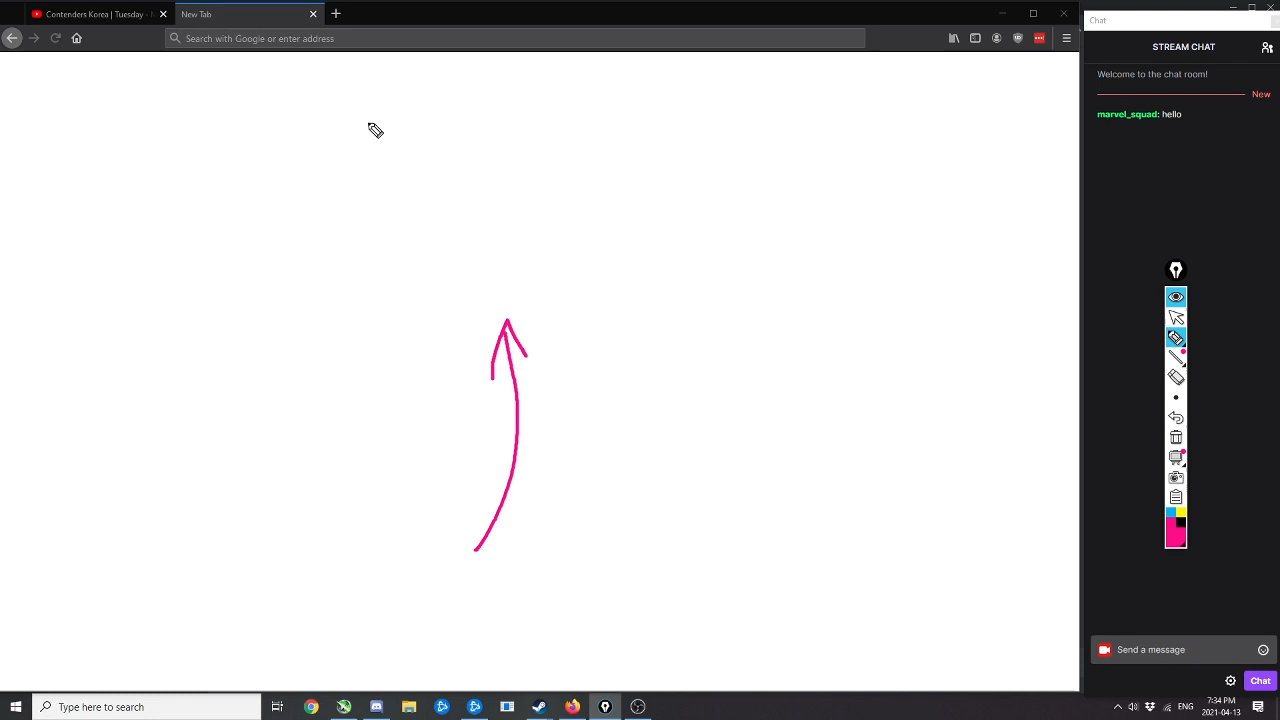 Contenders Korea | Tuesday -
New Tab
Search with Google or enter address
Chat
STREAM CHAT
Welcome to the chat room!
New
marvel_squad: hello
Send a message
Chat
Type here to search
7:34 PM
2021-04-13